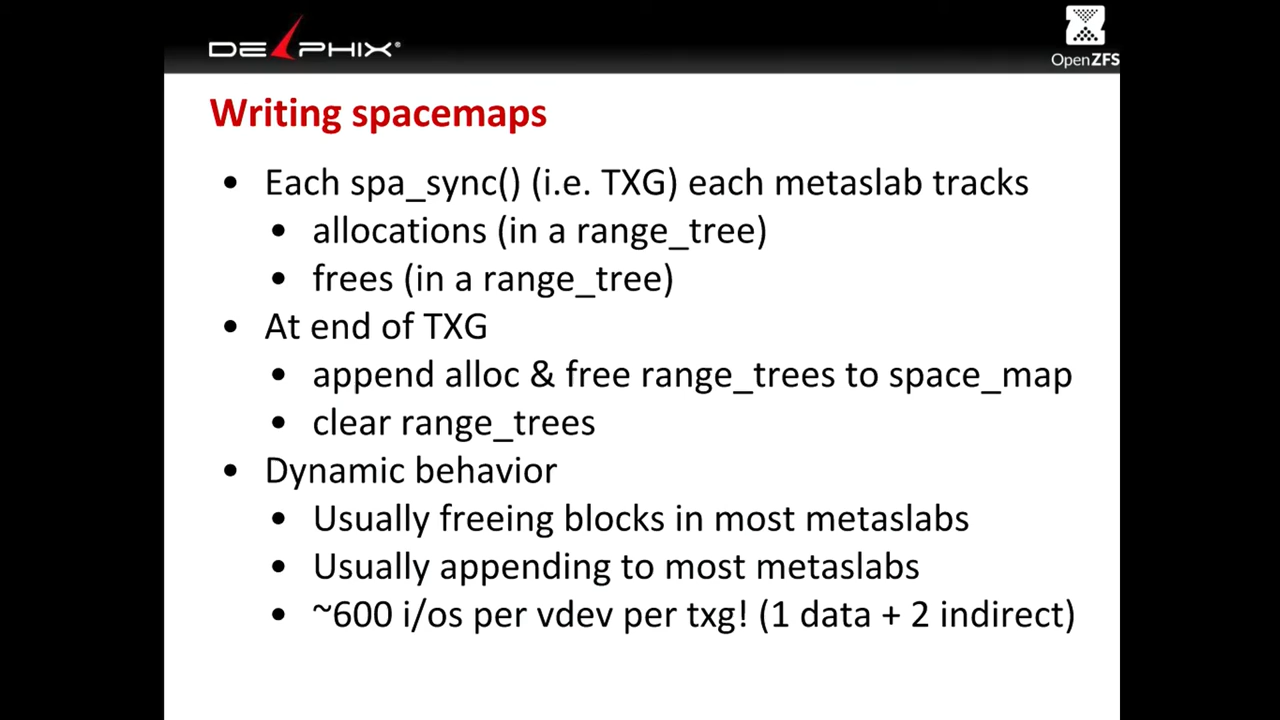 DELPHIX®
OpenZFS
Writing spacemaps
• Each spa_sync() (i.e. TXG) each metaslab tracks
• allocations (in a range_tree)
• frees (in a range_tree)
• At end of TXG
• append alloc & free range_trees to space_map
• clear range_trees
• Dynamic behavior
• Usually freeing blocks in most metaslabs
• Usually appending to most metaslabs
• ~600 i/os per vdev per txg! (1 data + 2 indirect)